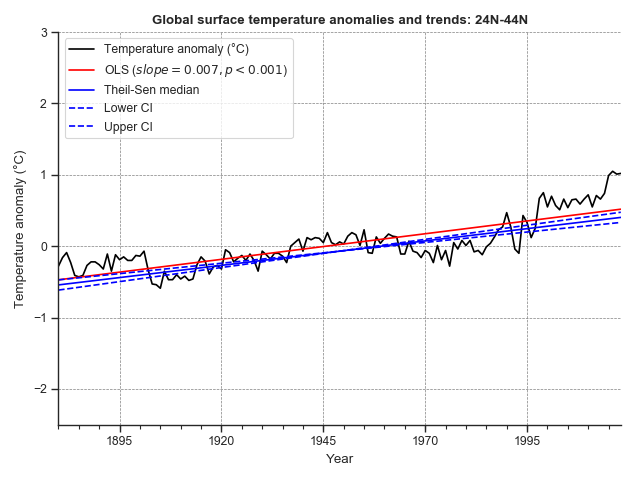 Global surface temperature anomalies and trends: 24N-44N
Temperature anomaly (°C)
OLS (slope = 0.007, p < 0.001)
Theil-Sen median
Lower CI
Upper CI
Temperature anomaly (°C)
3
2
1
0
−1
−2
1895
1920
1945
1970
1995
Year